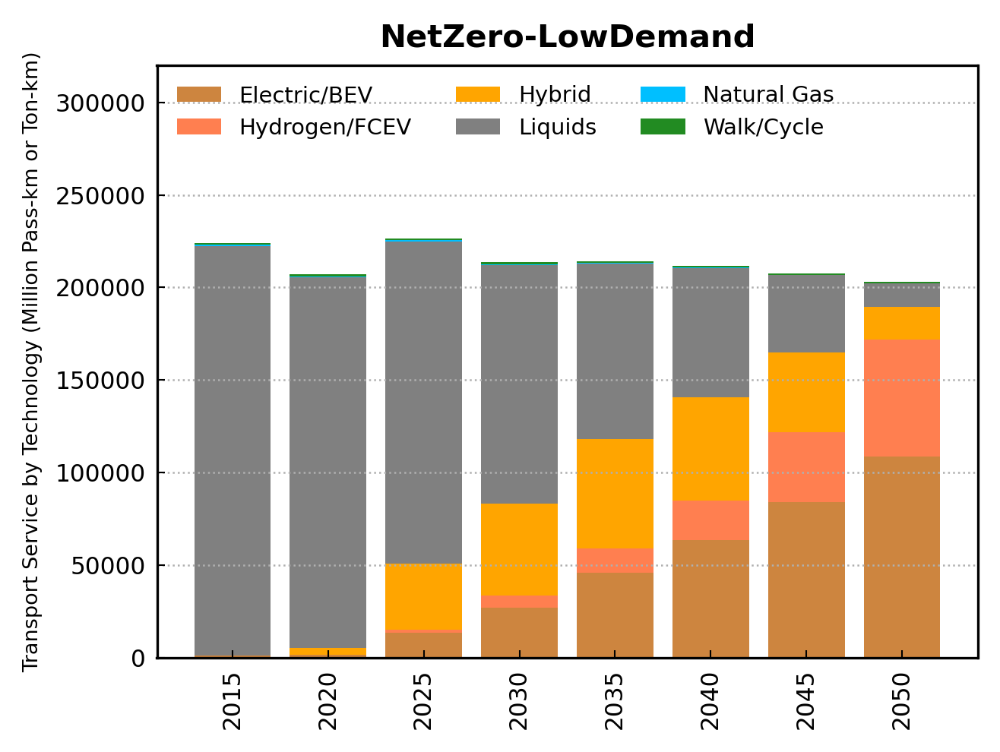 NetZero-LowDemand
Transport Service by Technology (Million Pass-km or Ton-km)
Electric/BEV
Hydrogen/FCEV
Hybrid
Liquids
Natural Gas
Walk/Cycle
300000
250000
200000
150000
100000
50000
0
2015
2020
2025
2030
2035
2040
2045
2050